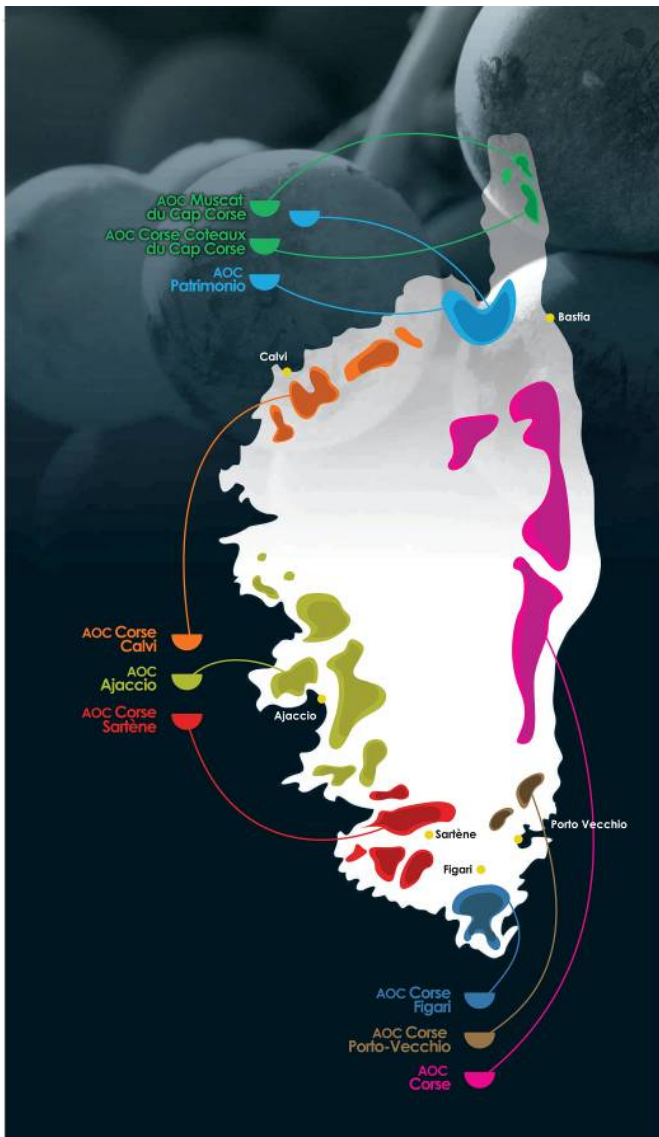 AOC Muscat
du Cap Corse
AOC Corse Coteaux
du Cap Corse
AOC
Patrimonio
Bastia
Calvi
AOC Corse
Calvi
AOC
Ajaccio
AOC Corse
Sartène
Ajaccio
Porto Vecchio
Sartène
Figari
AOC Corse
Figari
AOC Corse
Porto-Vecchio
AOC
Corse